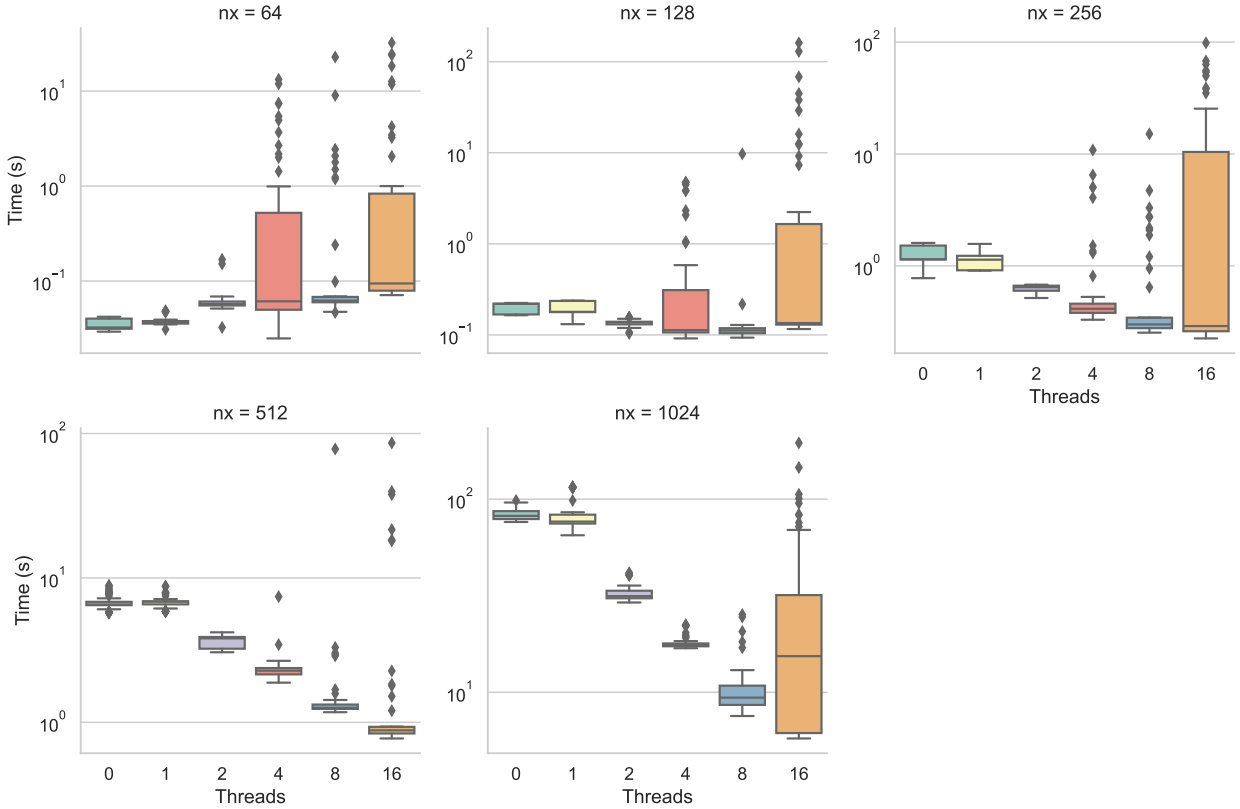 nx = 64
nx = 128
nx = 256
Time (s)
10^1
10^0
10^−1
10^2
10^1
10^0
10^−1
10^2
10^1
10^0
0 1 2 4 8 16
Threads
nx = 512
nx = 1024
Time (s)
10^2
10^1
10^0
10^2
10^1
0 1 2 4 8 16
Threads
0 1 2 4 8 16
Threads